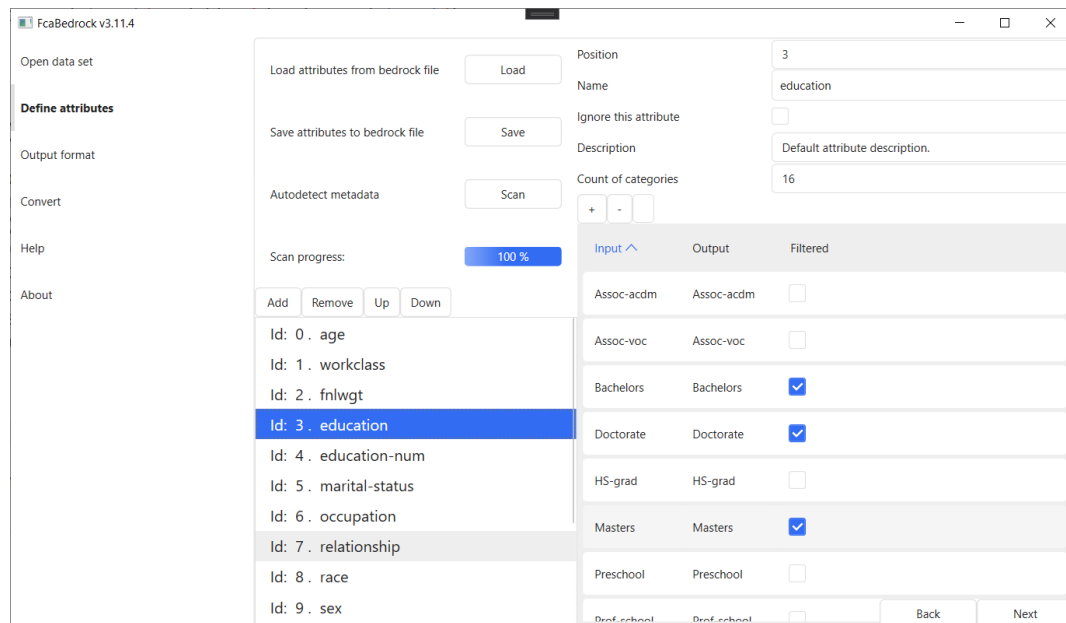 FcaBedrock v3.11.4
Open data set
Define attributes
Output format
Convert
Help
About
Load attributes from bedrock file Load
Save attributes to bedrock file Save
Autodetect metadata Scan
Scan progress: 100 %
Add Remove Up Down
Id: 0 . age
Id: 1 . workclass
Id: 2 . fnlwgt
Id: 3 . education
Id: 4 . education-num
Id: 5 . marital-status
Id: 6 . occupation
Id: 7 . relationship
Id: 8 . race
Id: 9 . sex
Position 3
Name education
Ignore this attribute
Description Default attribute description.
Count of categories 16
+ -
Input Output Filtered
Assoc-acdm Assoc-acdm
Assoc-voc Assoc-voc
Bachelors Bachelors
Doctorate Doctorate
HS-grad HS-grad
Masters Masters
Preschool Preschool
Prof-school Prof-school
Back Next